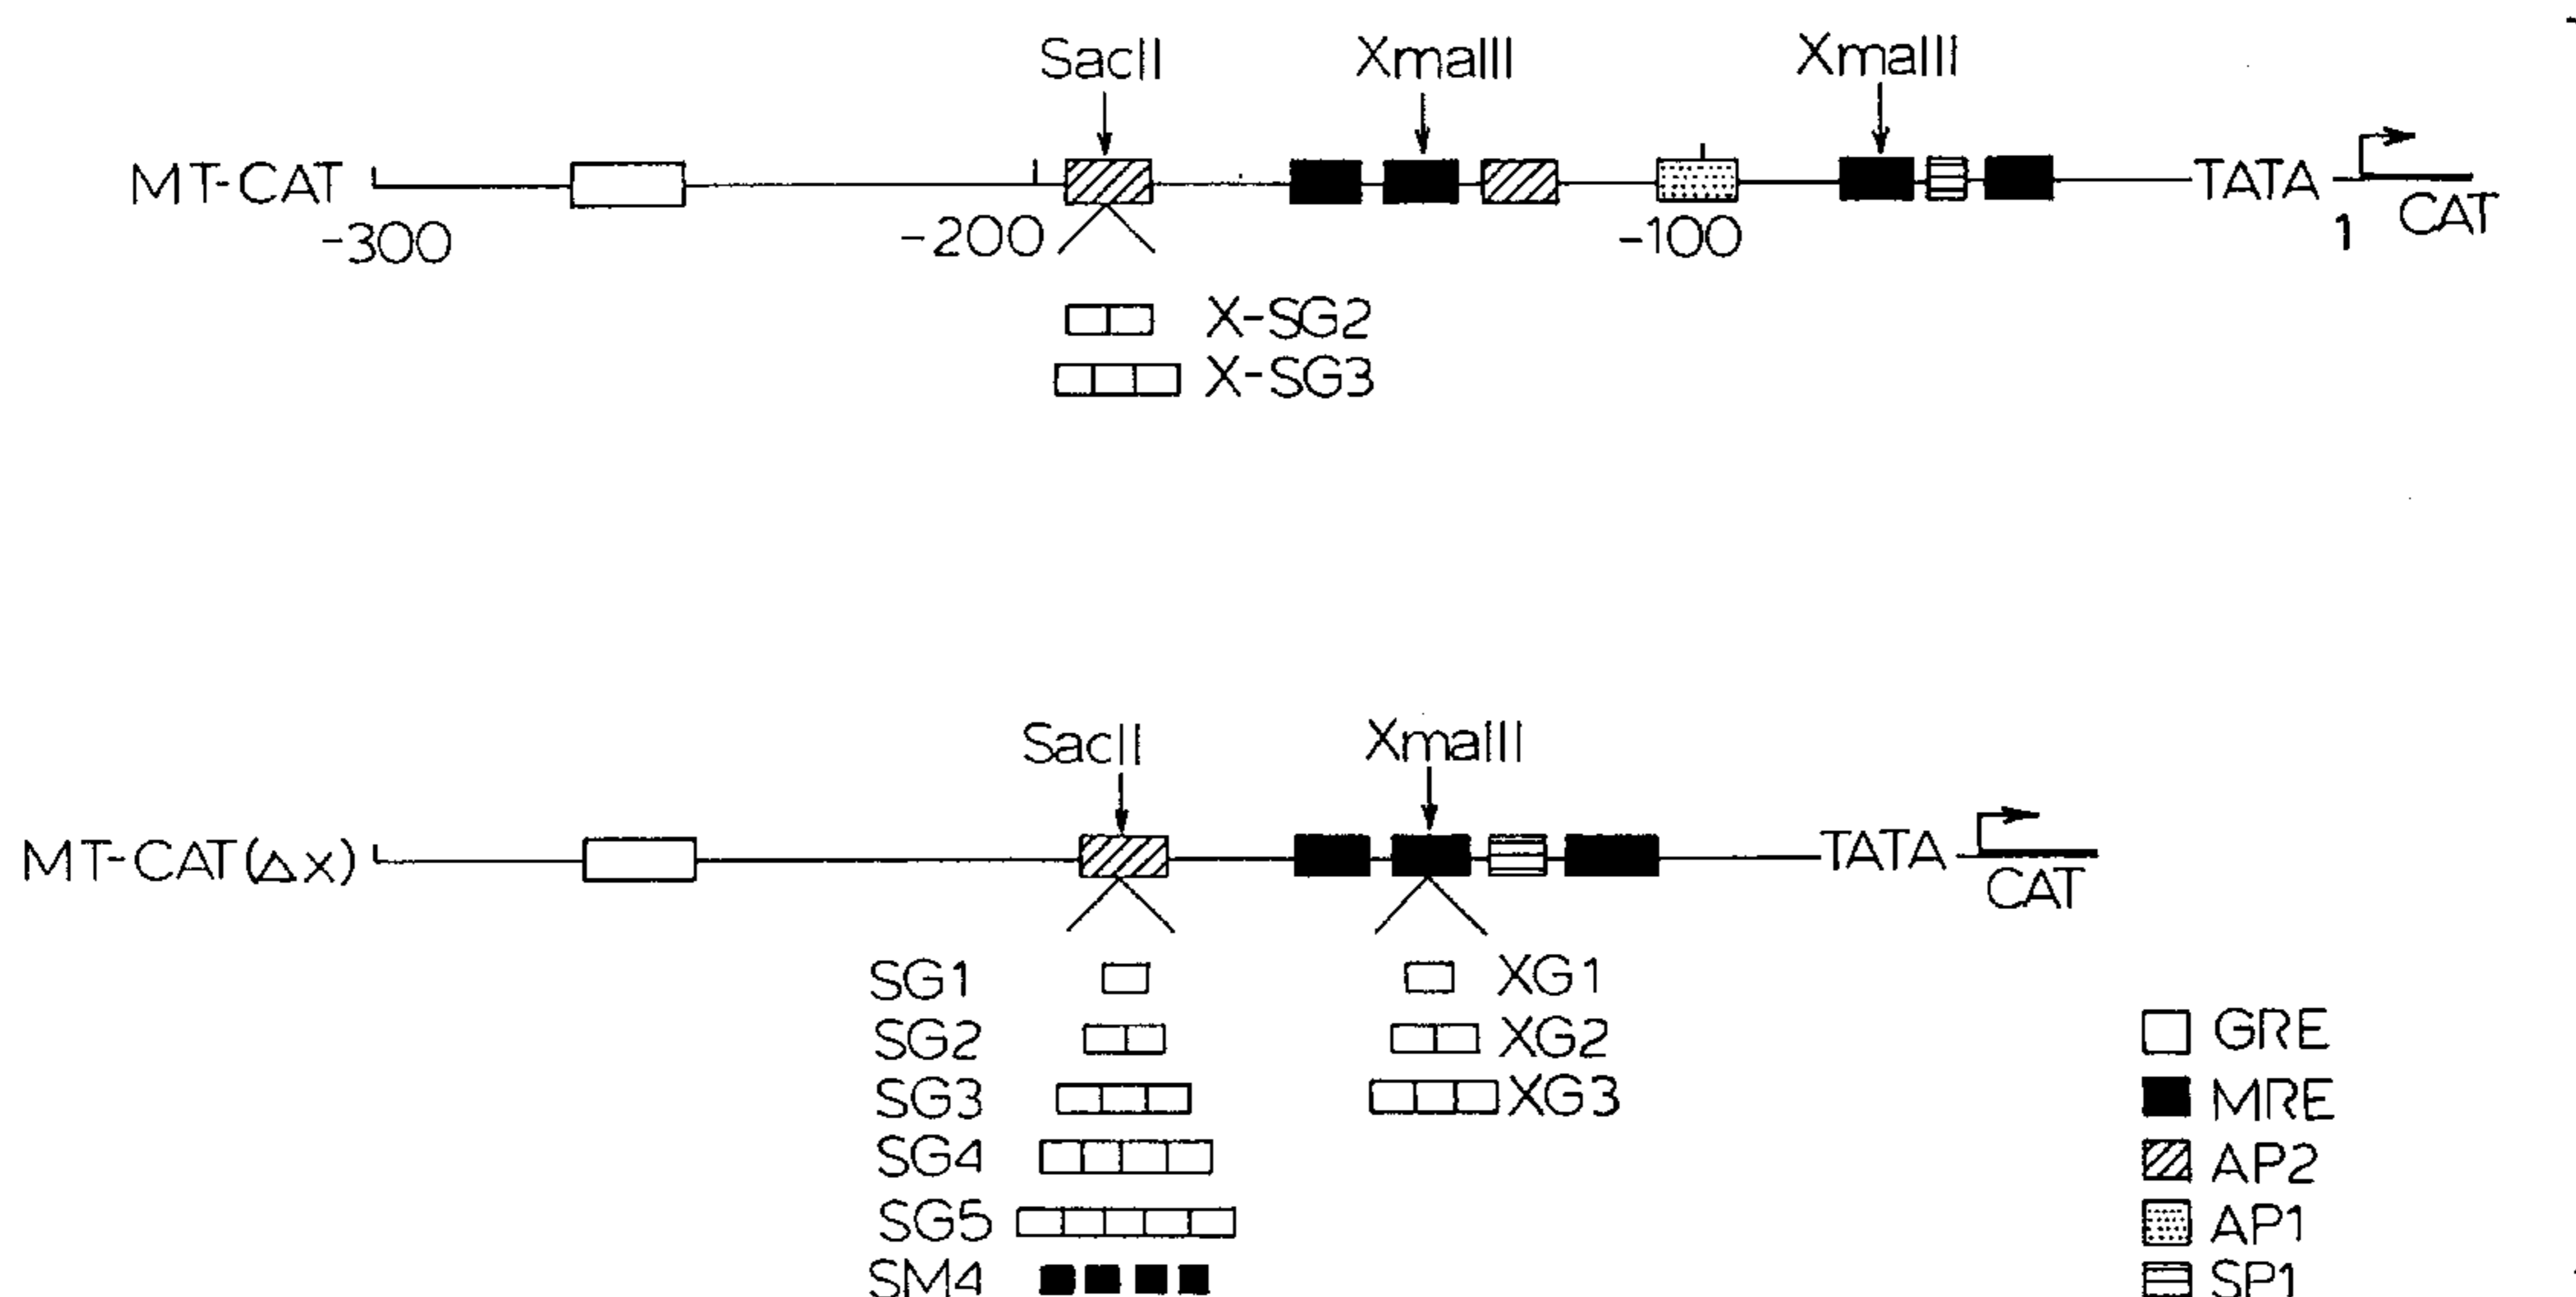 SacII XmaIII XmaIII
MT-CAT TATA
-300 -200 -100 1 CAT
X-SG2
X-SG3
SacII XmaIII
MT-CAT(Δx) TATA
CAT
SG1 XG1
SG2 XG2 GRE
SG3 XG3 MRE
SG4 AP2
SG5 AP1
SM4 SP1